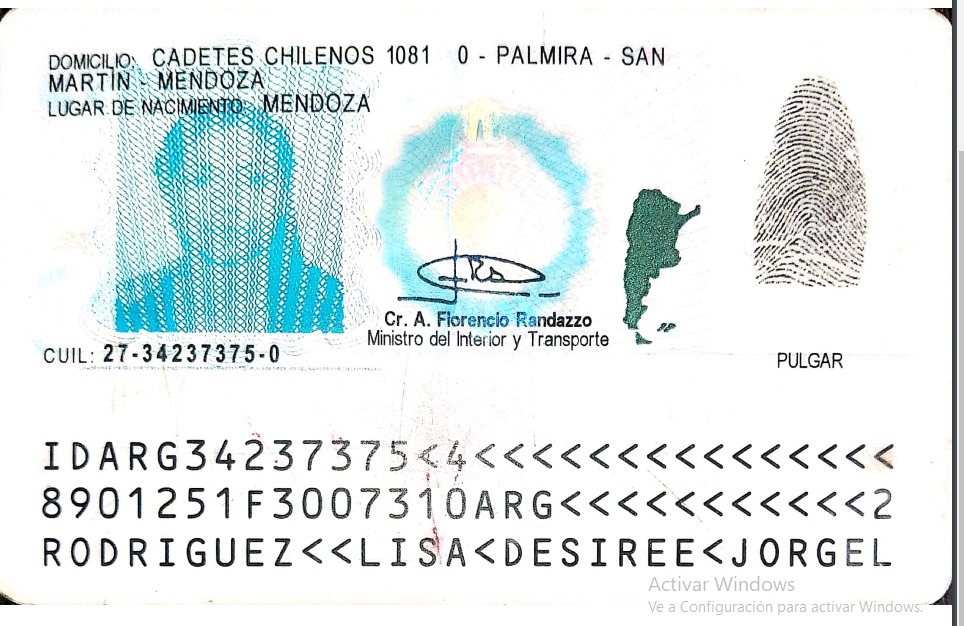 DOMICILIO: CADETES CHILENOS 1081 0 - PALMIRA - SAN
MARTÍN - MENDOZA
LUGAR DE NACIMIENTO: MENDOZA
Cr. A. Florencio Randazzo
Ministro del Interior y Transporte
CUIL: 27-34237375-0
PULGAR
IDARG34237375<4<<<<<<<<<<<<<<<
8901251F3007310ARG<<<<<<<<<<<2
RODRIGUEZ<<LISA<DESIREE<JORGEL
Activar Windows
Ve a Configuración para activar Windows.